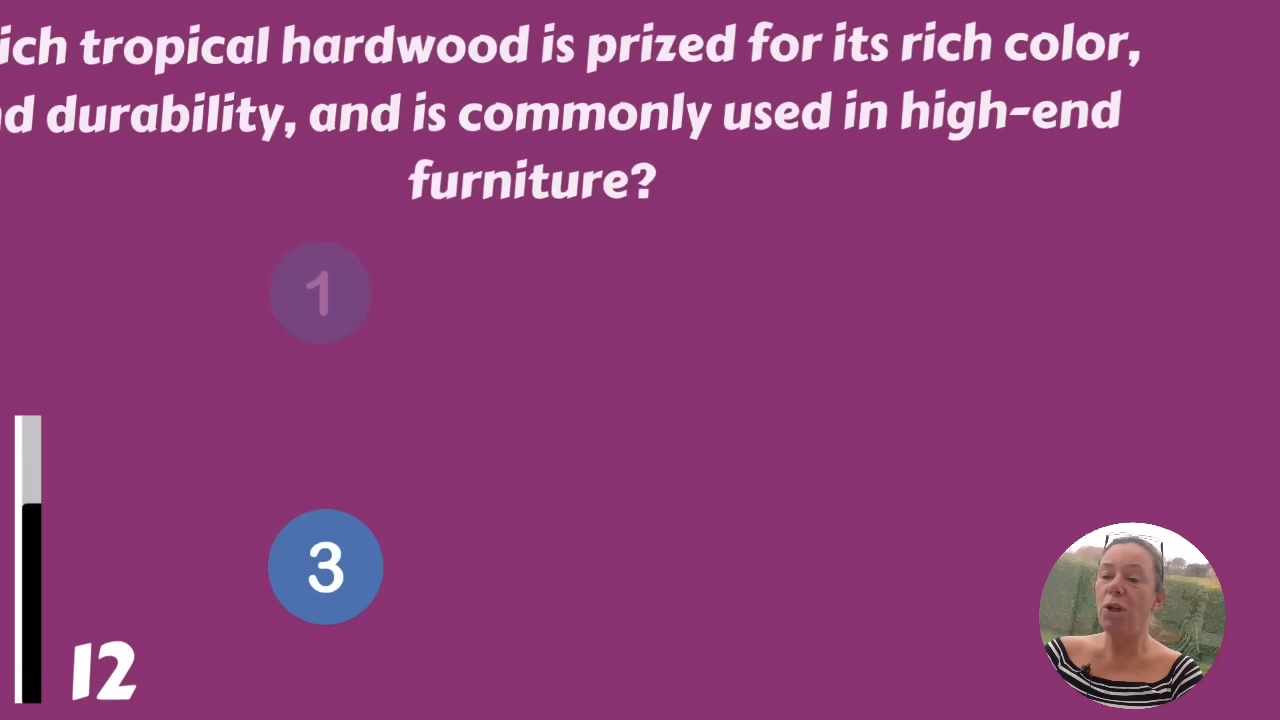 ich tropical hardwood is prized for its rich color,
nd durability, and is commonly used in high-end
furniture?
1
3
12